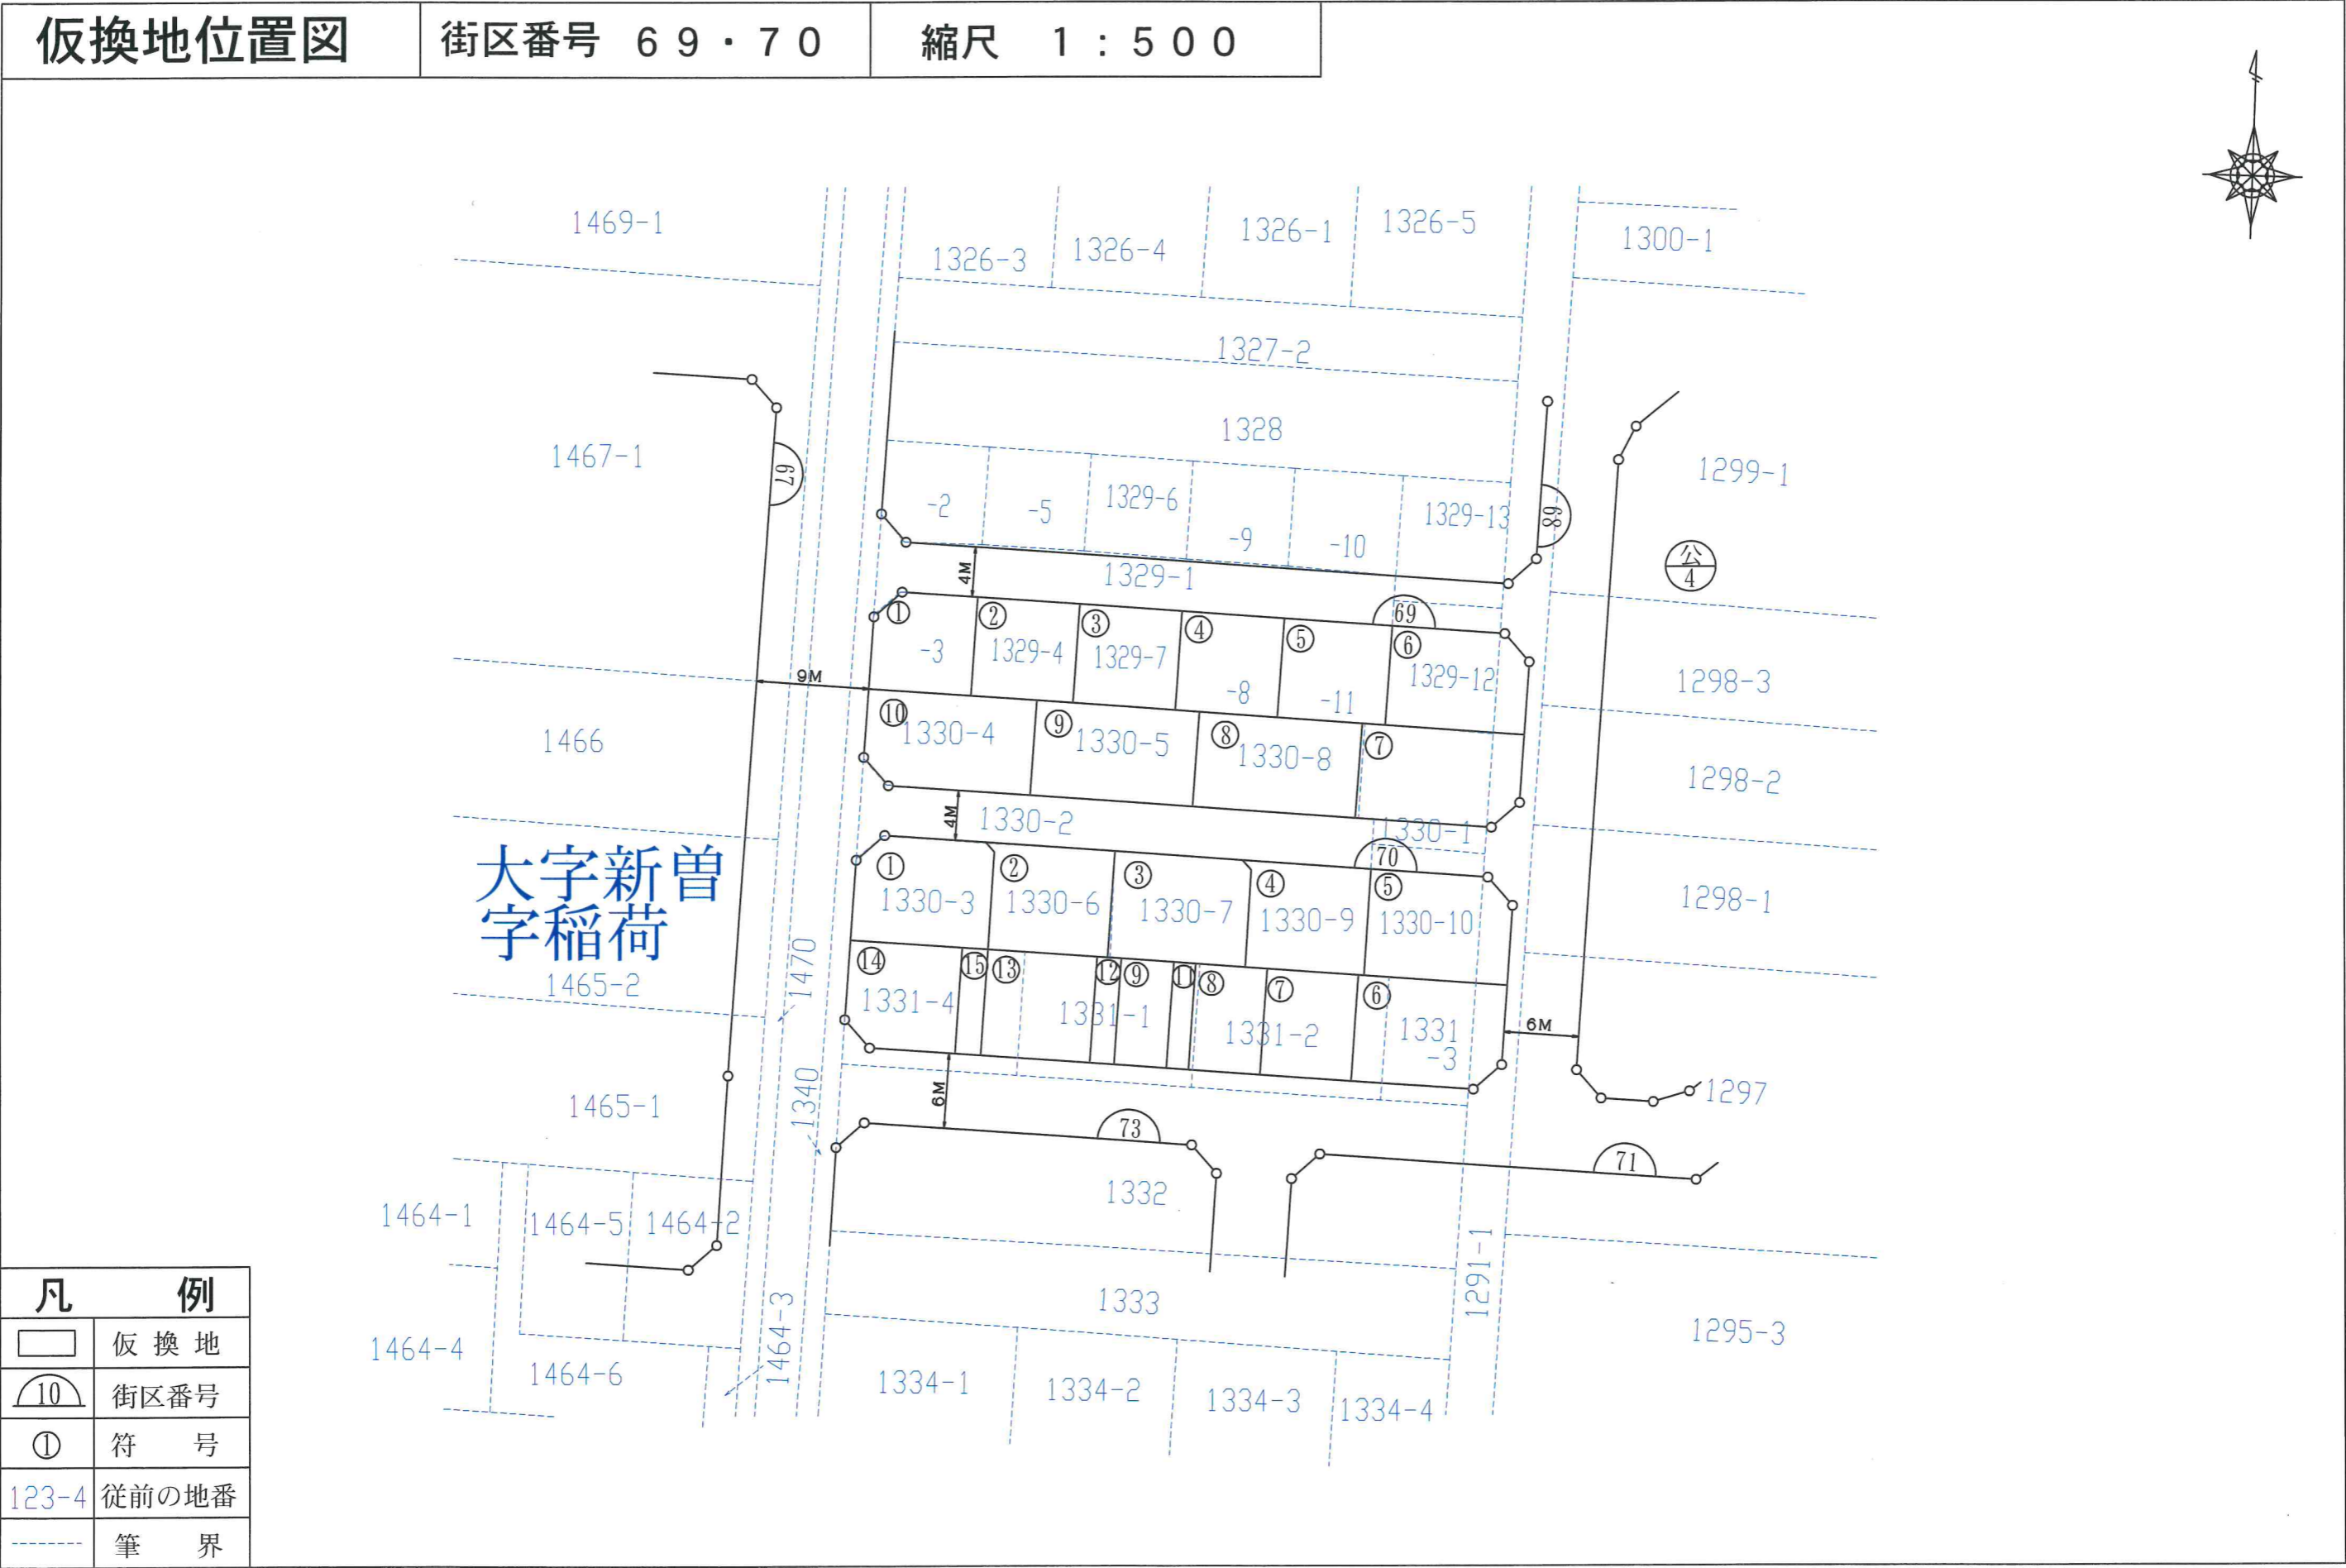 仮換地位置図 街区番号 69・70 縮尺 1:500
1469-1
1326-3 1326-4 1326-1 1326-5 1300-1
1327-2
1328
1467-1 67 68 1299-1
-2 -5 1329-6 -9 -10 1329-13
公
4
4M 1329-1
69
① ② ③ ④ ⑤ ⑥
-3 1329-4 1329-7 -8 -11 1329-12 1298-3
9M
⑩ ⑨ ⑧ ⑦
1466 1330-4 1330-5 1330-8 1298-2
4M 1330-2 1330-1
70
大字新曽
字稲荷
① ② ③ ④ ⑤
1330-3 1330-6 1330-7 1330-9 1330-10 1298-1
1465-2 1470
⑭ ⑮ ⑬ ⑫ ⑨ ⑪ ⑧ ⑦ ⑥
1331-4 1331-1 1331-2 1331
-3
6M
1465-1 1340 6M 1297
73 71
1464-1 1464-5 1464-2 1332
1291-1
1333
1464-4 1464-6 1464-3 1295-3
1334-1 1334-2 1334-3 1334-4
凡例
仮換地
10 街区番号
① 符号
123-4 従前の地番
筆界